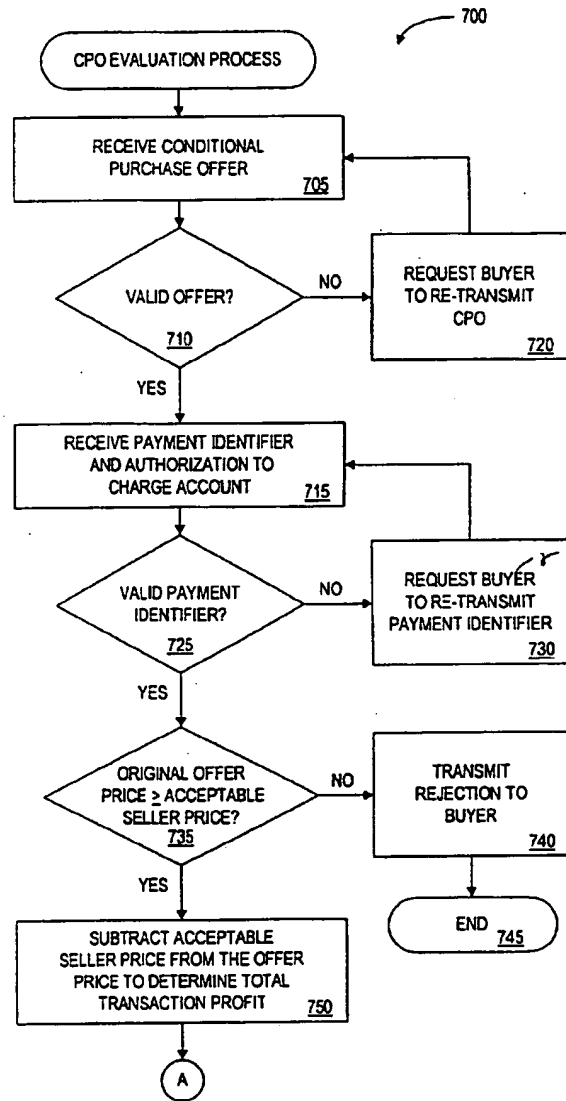 700
CPO EVALUATION PROCESS
RECEIVE CONDITIONAL
PURCHASE OFFER
705
VALID OFFER?
710
NO
REQUEST BUYER
TO RE-TRANSMIT
CPO
720
YES
RECEIVE PAYMENT IDENTIFIER
AND AUTHORIZATION TO
CHARGE ACCOUNT
715
VALID PAYMENT
IDENTIFIER?
725
NO
REQUEST BUYER
TO RE-TRANSMIT
PAYMENT IDENTIFIER
730
YES
ORIGINAL OFFER
PRICE ≥ ACCEPTABLE
SELLER PRICE?
735
NO
TRANSMIT
REJECTION TO
BUYER
740
END
745
YES
SUBTRACT ACCEPTABLE
SELLER PRICE FROM THE OFFER
PRICE TO DETERMINE TOTAL
TRANSACTION PROFIT
750
A